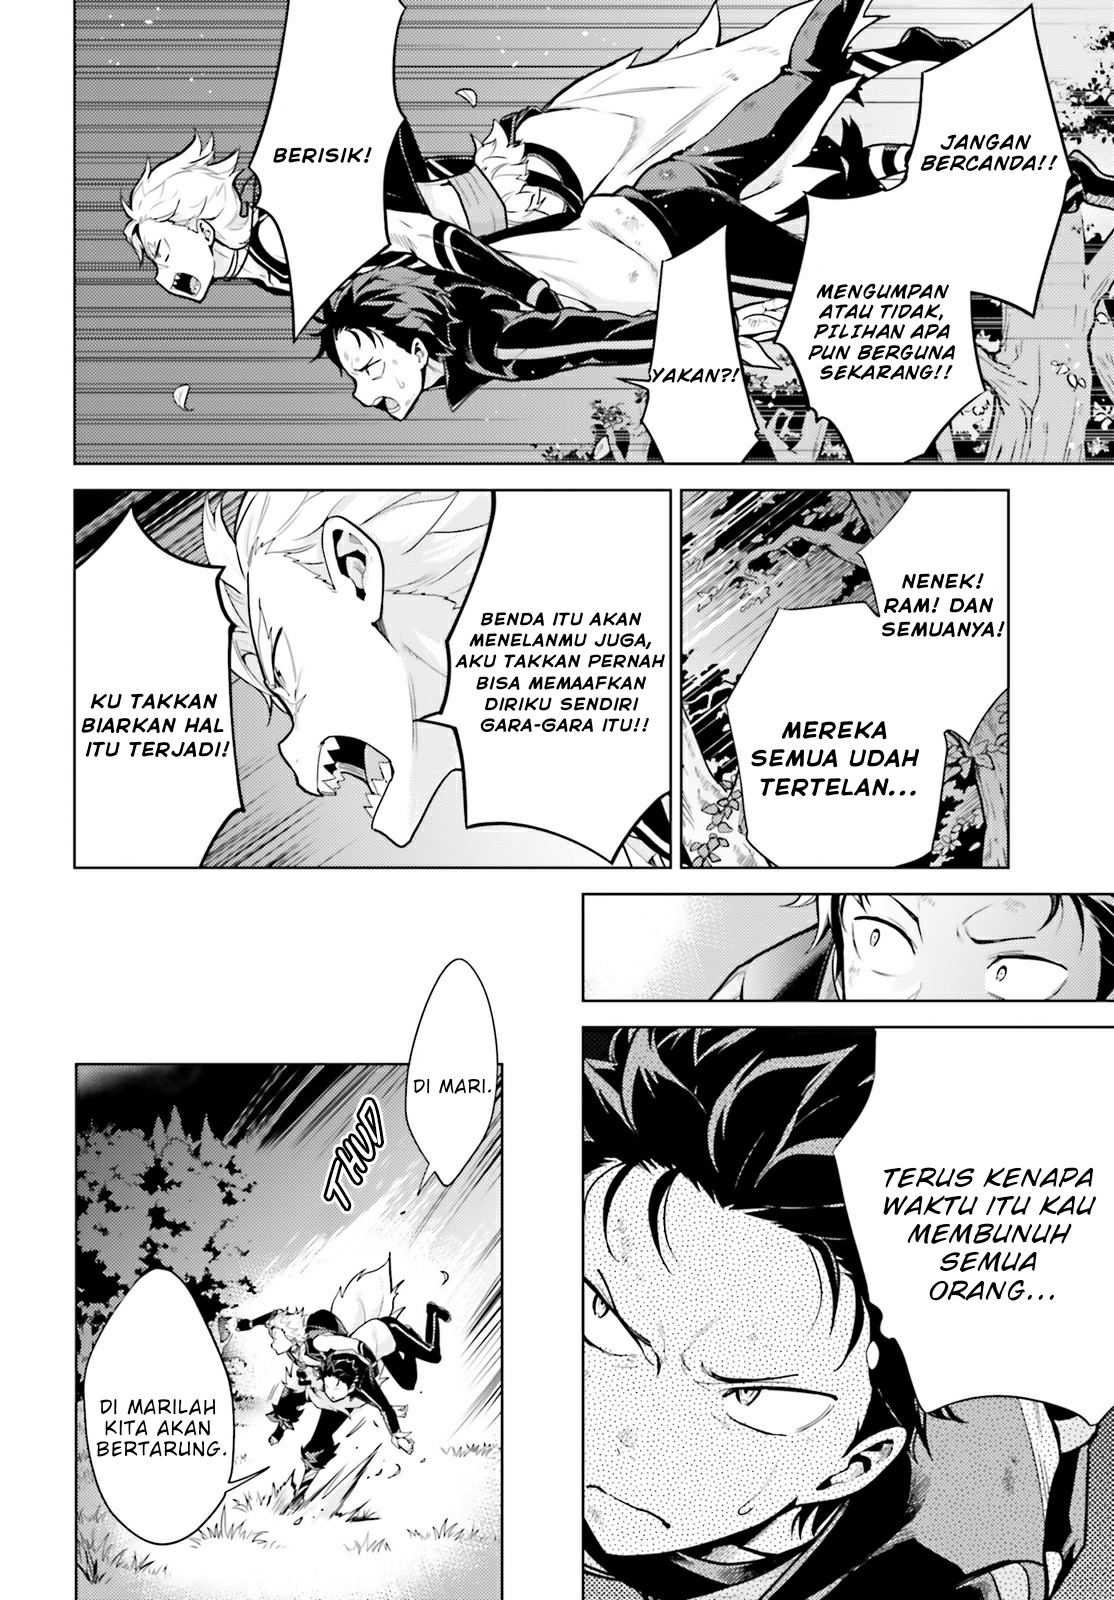 JANGAN
BERCANDA!!
MENGUMPAN
ATAU TIDAK,
PILIHAN APA
PUN BERGUNA
SEKARANG!!
YAKAN?!
BERISIK!
NENEK!
RAM! DAN
SEMUANYA!
MEREKA
SEMUA UDAH
TERTELAN...
BENDA ITU AKAN
MENELANMU JUGA,
AKU TAKKAN PERNAH
BISA MEMAAFKAN
DIRIKU SENDIRI
GARA-GARA ITU!!
KU TAKKAN
BIARKAN HAL
ITU TERJADI!
TERUS KENAPA
WAKTU ITU KAU
MEMBUNUH
SEMUA
ORANG...
DI MARI.
THUD
DI MARILAH
KITA AKAN
BERTARUNG.